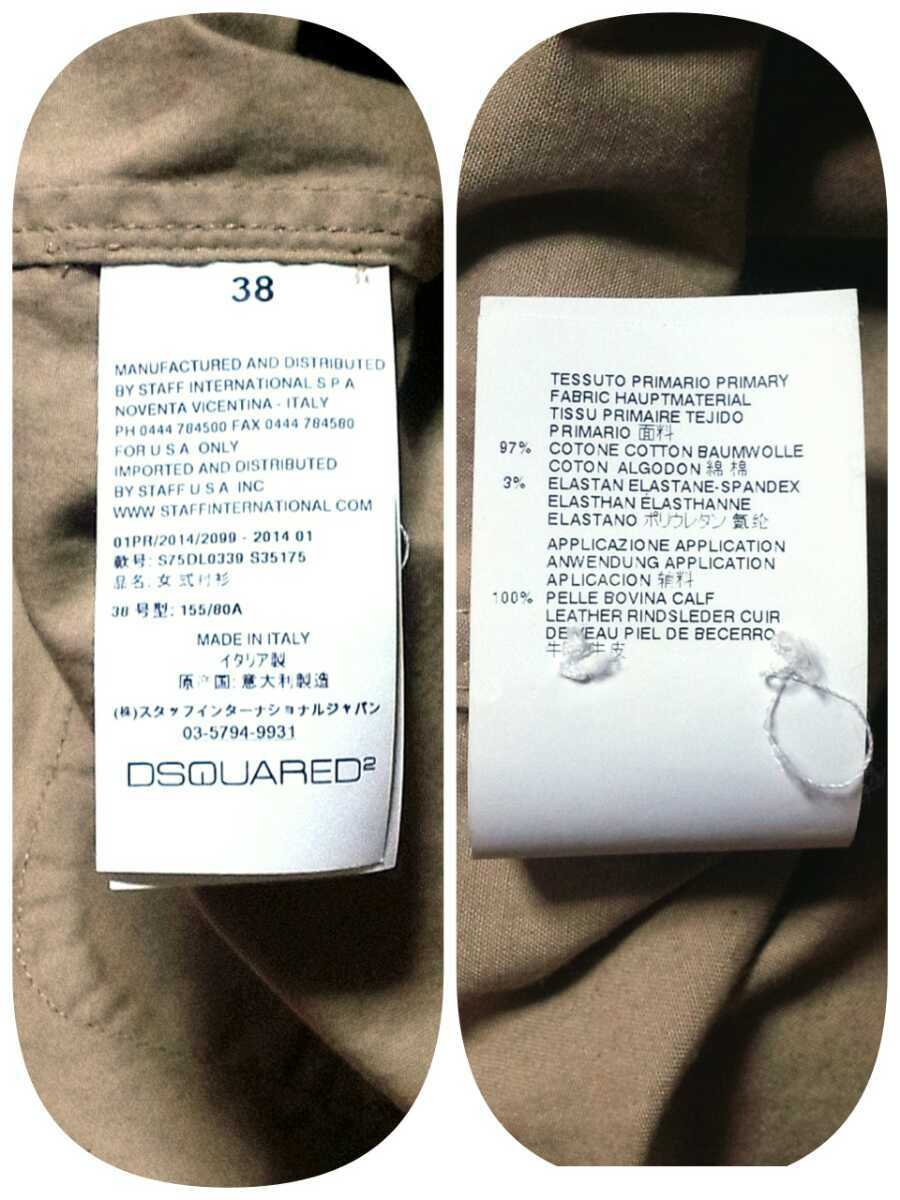 38
MANUFACTURED AND DISTRIBUTED
BY STAFF INTERNATIONAL S P A
NOVENTA VICENTINA - ITALY
PH 0444 784500 FAX 0444 784580
FOR U S A ONLY
IMPORTED AND DISTRIBUTED
BY STAFF U S A INC
WWW STAFFINTERNATIONAL COM
01PR/2014/2099 - 2014 01
款号: S75DL0339 S35175
品名: 女式衬衫
38 号型: 155/80A
MADE IN ITALY
イタリア製
原产国: 意大利製造
(株)スタッフインターナショナルジャパン
03-5794-9931
DSQUARED2
TESSUTO PRIMARIO PRIMARY
FABRIC HAUPTMATERIAL
TISSU PRIMAIRE TEJIDO
PRIMARIO 面料
97% COTONE COTTON BAUMWOLLE
COTON ALGODON 綿 棉
3% ELASTAN ELASTANE-SPANDEX
ELASTHAN ÉLASTHANNE
ELASTANO ポリウレタン 氨纶
APPLICAZIONE APPLICATION
ANWENDUNG APPLICATION
APLICACION 辅料
100% PELLE BOVINA CALF
LEATHER RINDSLEDER CUIR
DE VEAU PIEL DE BECERRO
牛 牛皮